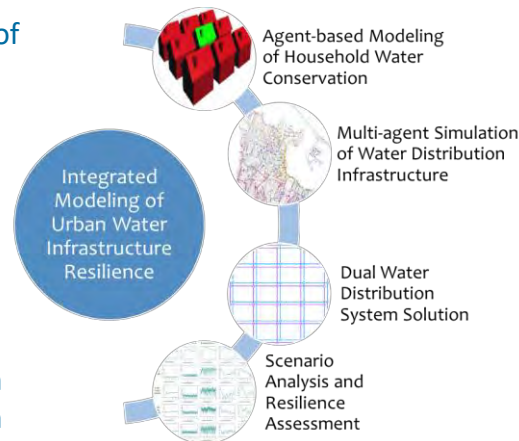 of
Agent-based Modeling
of Household Water
Conservation
Multi-agent Simulation
of Water Distribution
Infrastructure
Integrated
Modeling of
Urban Water
Infrastructure
Resilience
Dual Water
Distribution
System Solution
Scenario
Analysis and
Resilience
Assessment